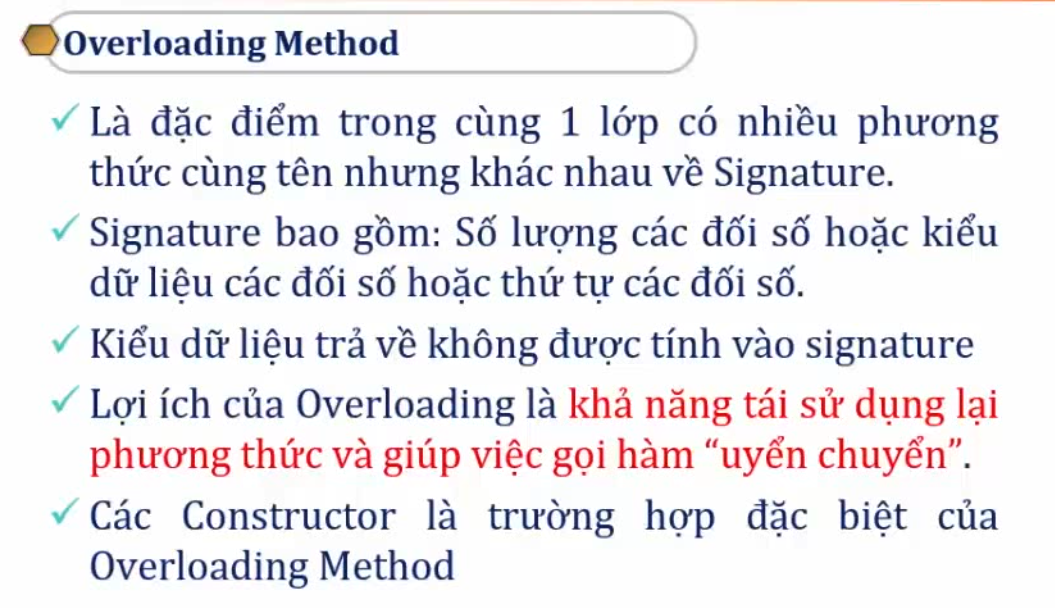 Overloading Method
Là đặc điểm trong cùng 1 lớp có nhiều phương
thức cùng tên nhưng khác nhau về Signature.
Signature bao gồm: Số lượng các đối số hoặc kiểu
dữ liệu các đối số hoặc thứ tự các đối số.
Kiểu dữ liệu trả về không được tính vào signature
Lợi ích của Overloading là khả năng tái sử dụng lại
phương thức và giúp việc gọi hàm “uyển chuyển”.
Các Constructor là trường hợp đặc biệt của
Overloading Method